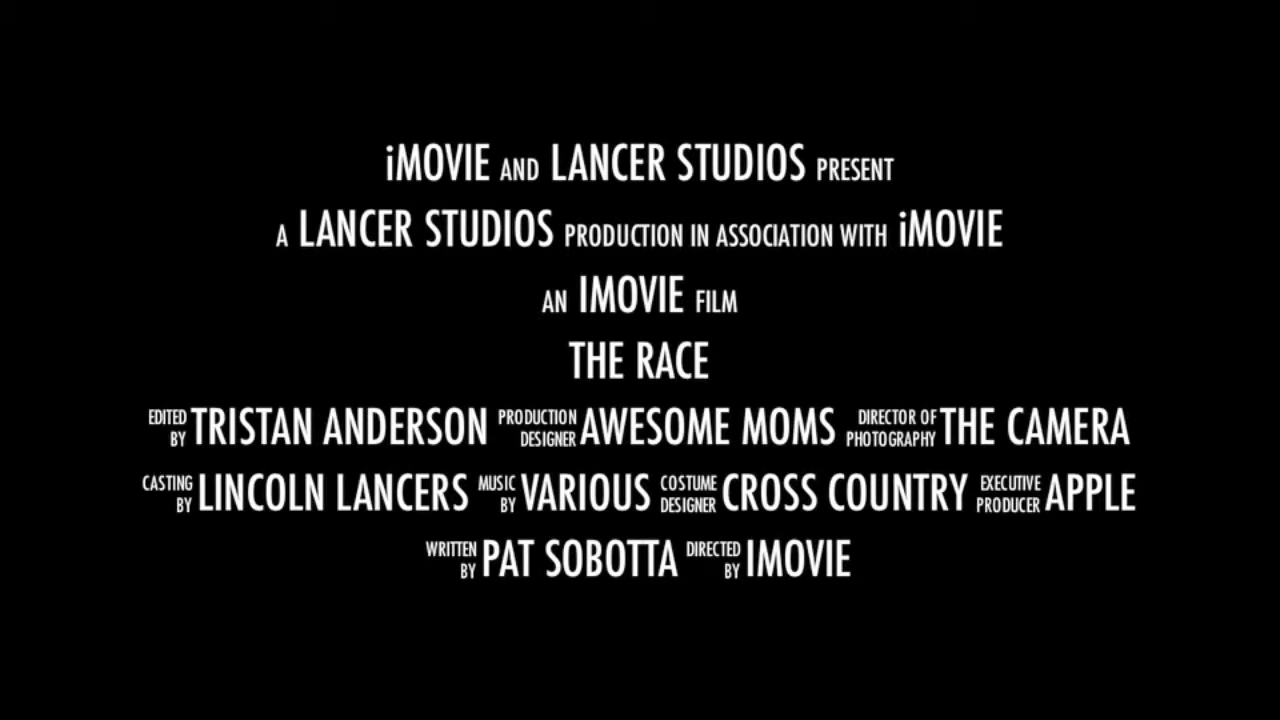 iMOVIE AND LANCER STUDIOS PRESENT
A LANCER STUDIOS PRODUCTION IN ASSOCIATION WITH iMOVIE
AN IMOVIE FILM
THE RACE
EDITED BY TRISTAN ANDERSON PRODUCTION DESIGNER AWESOME MOMS DIRECTOR OF PHOTOGRAPHY THE CAMERA
CASTING BY LINCOLN LANCERS MUSIC BY VARIOUS COSTUME DESIGNER CROSS COUNTRY EXECUTIVE PRODUCER APPLE
WRITTEN BY PAT SOBOTTA DIRECTED BY IMOVIE